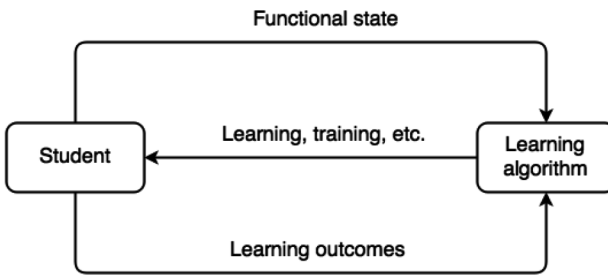 Functional state
Student
Learning, training, etc.
Learning
algorithm
Learning outcomes